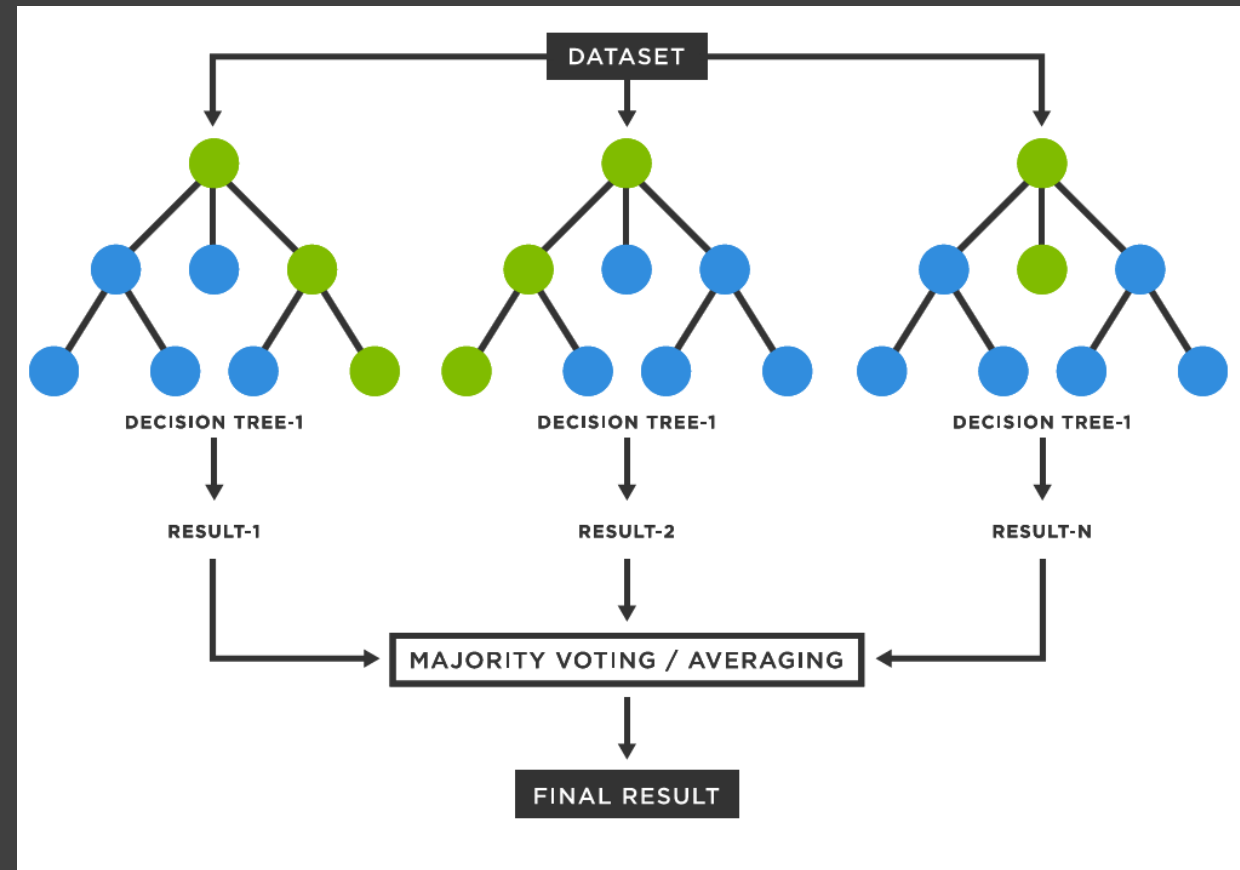 DATASET
DECISION TREE-1
DECISION TREE-1
DECISION TREE-1
RESULT-1
RESULT-2
RESULT-N
MAJORITY VOTING / AVERAGING
FINAL RESULT